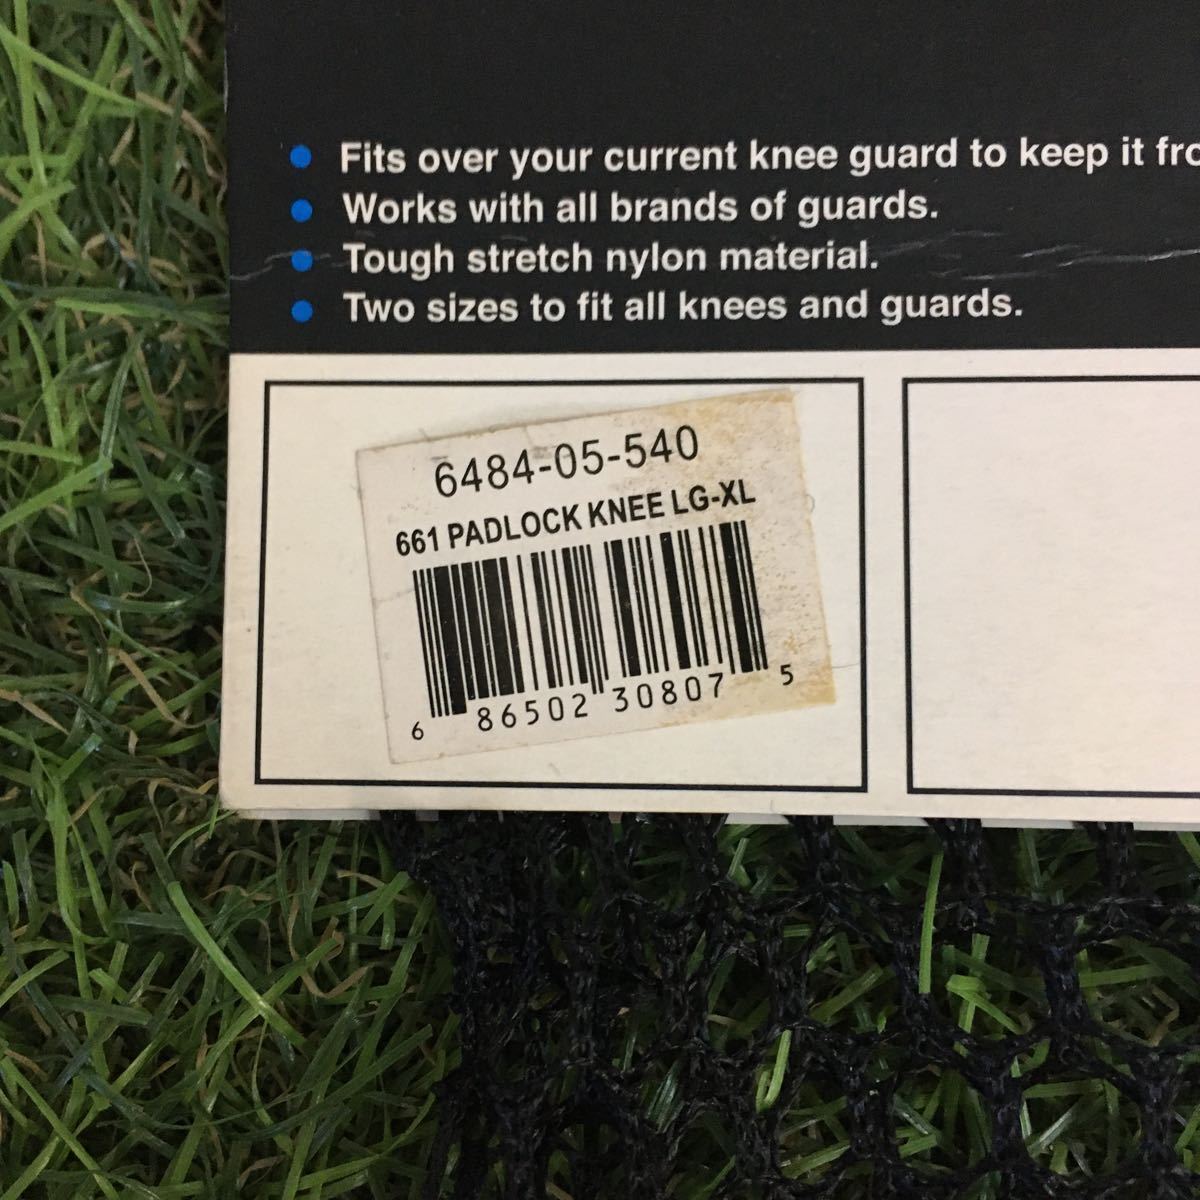 Fits over your current knee guard to keep it
Works with all brands of guards.
Tough stretch nylon material.
Two sizes to fit all knees and guards.
6484-05-540
661 PADLOCK KNEE LG-XL
6 86502 30807 5